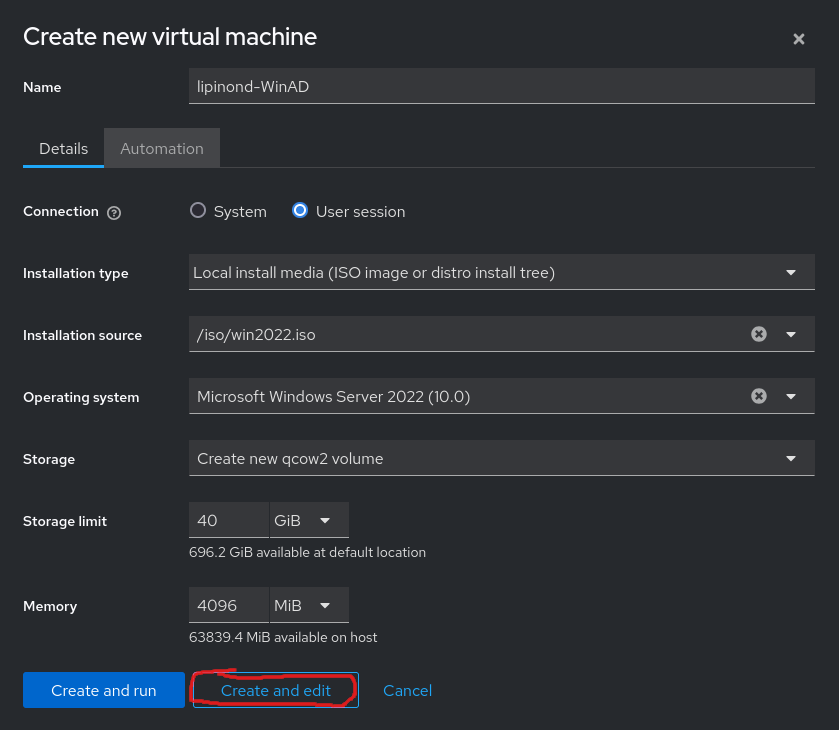 Create new virtual machine
Name lipinond-WinAD
Details Automation
Connection System User session
Installation type Local install media (ISO image or distro install tree)
Installation source /iso/win2022.iso
Operating system Microsoft Windows Server 2022 (10.0)
Storage Create new qcow2 volume
Storage limit 40 GiB
696.2 GiB available at default location
Memory 4096 MiB
63839.4 MiB available on host
Create and run Create and edit Cancel